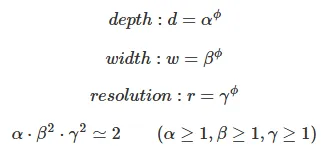 depth : d = α^ϕ
width : w = β^ϕ
resolution : r = γ^ϕ
α · β² · γ² ≃ 2 (α ≥ 1, β ≥ 1, γ ≥ 1)